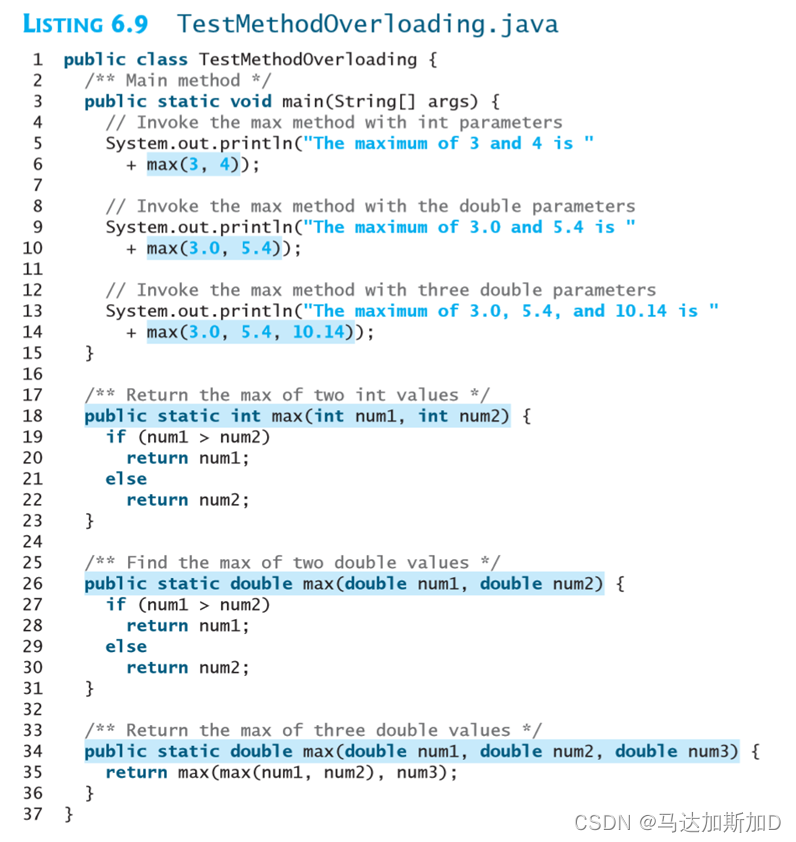 LISTING 6.9 TestMethodOverloading.java
1 public class TestMethodOverloading {
2   /** Main method */
3   public static void main(String[] args) {
4     // Invoke the max method with int parameters
5     System.out.println("The maximum of 3 and 4 is "
6       + max(3, 4));
7
8     // Invoke the max method with the double parameters
9     System.out.println("The maximum of 3.0 and 5.4 is "
10       + max(3.0, 5.4));
11
12     // Invoke the max method with three double parameters
13     System.out.println("The maximum of 3.0, 5.4, and 10.14 is "
14       + max(3.0, 5.4, 10.14));
15   }
16
17   /** Return the max of two int values */
18   public static int max(int num1, int num2) {
19     if (num1 > num2)
20       return num1;
21     else
22       return num2;
23   }
24
25   /** Find the max of two double values */
26   public static double max(double num1, double num2) {
27     if (num1 > num2)
28       return num1;
29     else
30       return num2;
31   }
32
33   /** Return the max of three double values */
34   public static double max(double num1, double num2, double num3) {
35     return max(max(num1, num2), num3);
36   }
37 }
CSDN @马达加斯加D